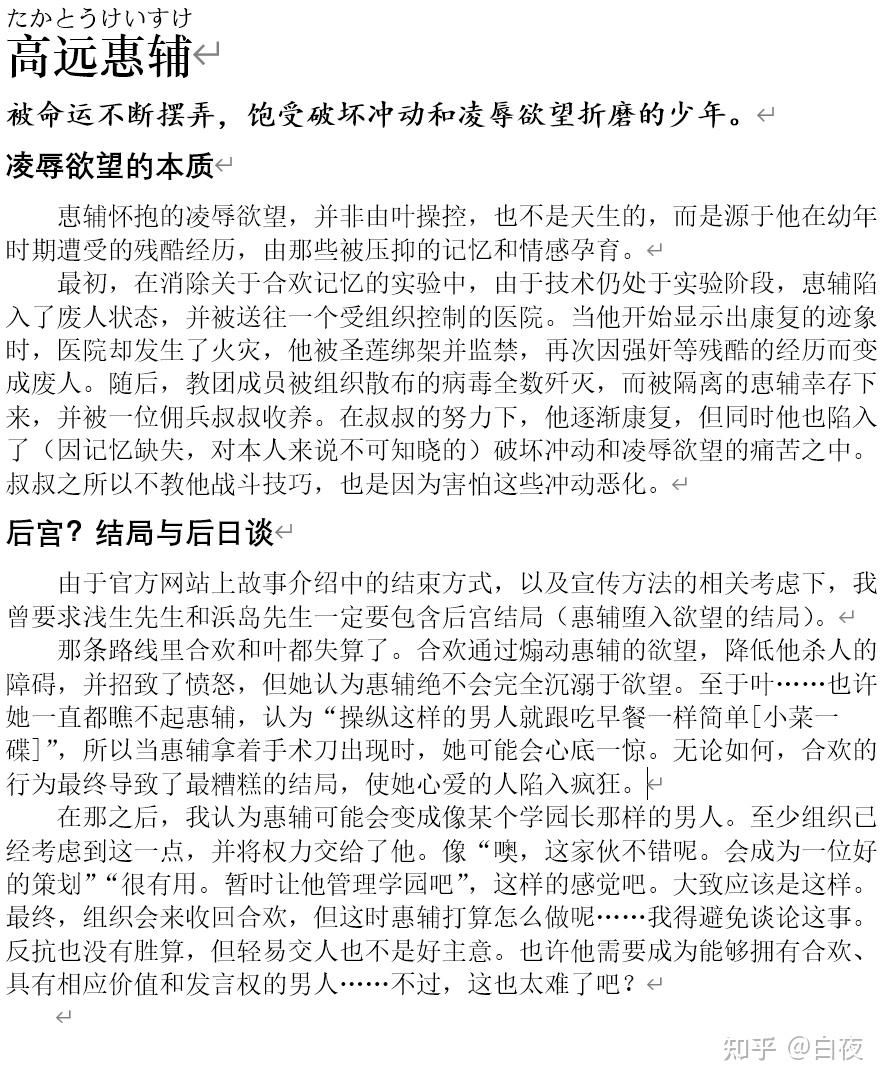 たかとうけいすけ
高远惠辅↵
被命运不断摆弄，饱受破坏冲动和凌辱欲望折磨的少年。↵
凌辱欲望的本质↵
惠辅怀抱的凌辱欲望，并非由叶操控，也不是天生的，而是源于他在幼年
时期遭受的残酷经历，由那些被压抑的记忆和情感孕育。↵
最初，在消除关于合欢记忆的实验中，由于技术仍处于实验阶段，惠辅陷
入了废人状态，并被送往一个受组织控制的医院。当他开始显示出康复的迹象
时，医院却发生了火灾，他被圣莲绑架并监禁，再次因强奸等残酷的经历而变
成废人。随后，教团成员被组织散布的病毒全数歼灭，而被隔离的惠辅幸存下
来，并被一位佣兵叔叔收养。在叔叔的努力下，他逐渐康复，但同时他也陷入
了（因记忆缺失，对本人来说不可知晓的）破坏冲动和凌辱欲望的痛苦之中。
叔叔之所以不教他战斗技巧，也是因为害怕这些冲动恶化。↵
后宫？结局与后日谈↵
由于官方网站上故事介绍中的结束方式，以及宣传方法的相关考虑下，我
曾要求浅生先生和浜岛先生一定要包含后宫结局（惠辅堕入欲望的结局）。↵
那条路线里合欢和叶都失算了。合欢通过煽动惠辅的欲望，降低他杀人的
障碍，并招致了愤怒，但她认为惠辅绝不会完全沉溺于欲望。至于叶……也许
她一直都瞧不起惠辅，认为“操纵这样的男人就跟吃早餐一样简单[小菜一
碟]”，所以当惠辅拿着手术刀出现时，她可能会心底一惊。无论如何，合欢的
行为最终导致了最糟糕的结局，使她心爱的人陷入疯狂。↵
在那之后，我认为惠辅可能会变成像某个学园长那样的男人。至少组织已
经考虑到这一点，并将权力交给了他。像“噢，这家伙不错呢。会成为一位好
的策划”“很有用。暂时让他管理学园吧”，这样的感觉吧。大致应该是这样。
最终，组织会来收回合欢，但这时惠辅打算怎么做呢……我得避免谈论这事。
反抗也没有胜算，但轻易交人也不是好主意。也许他需要成为能够拥有合欢、
具有相应价值和发言权的男人……不过，这也太难了吧？↵
↵
知乎 @白夜